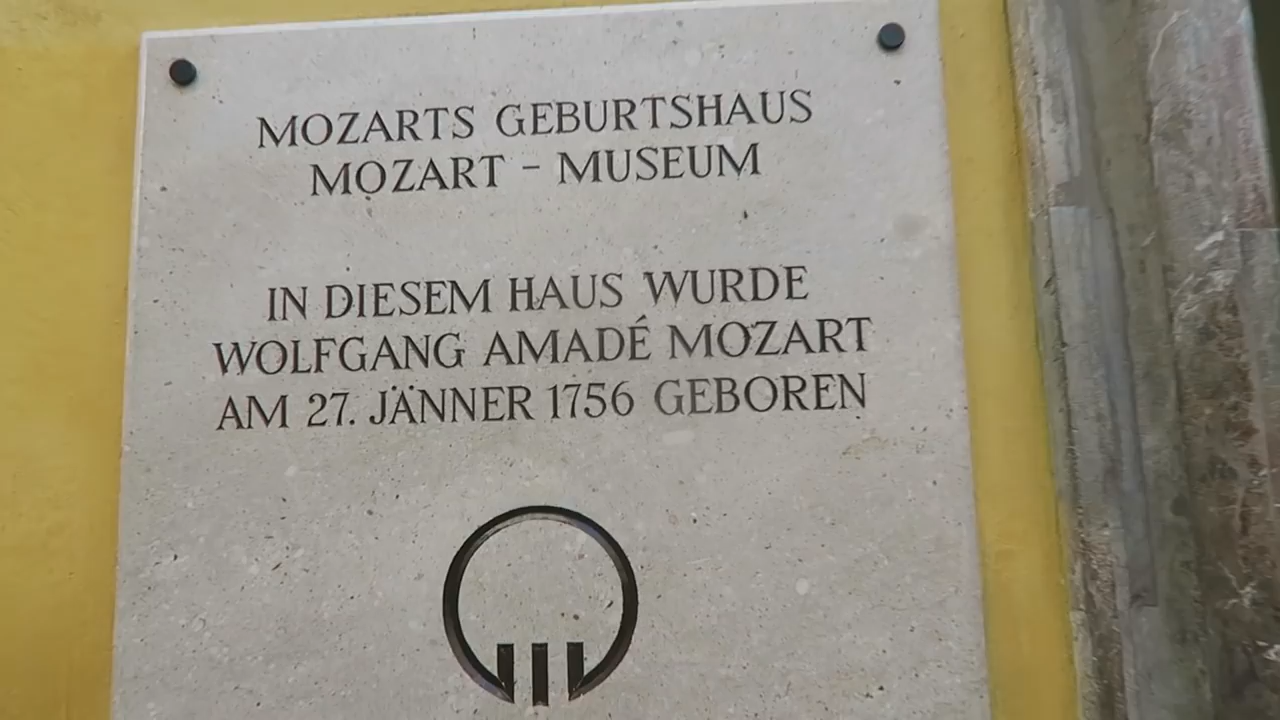 MOZARTS GEBURTSHAUS
MOZART - MUSEUM
IN DIESEM HAUS WURDE
WOLFGANG AMADÉ MOZART
AM 27. JÄNNER 1756 GEBOREN